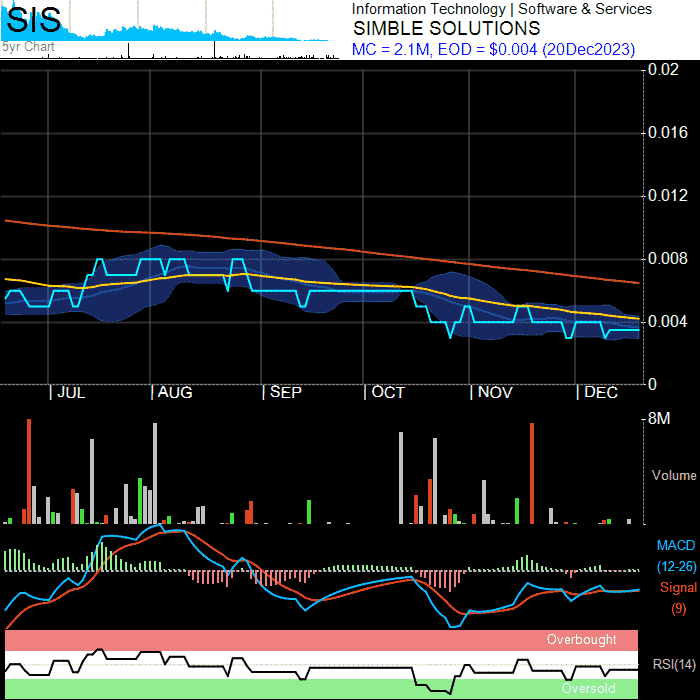 SIS
5yr Chart
Information Technology | Software & Services
SIMBLE SOLUTIONS
MC = 2.1M, EOD = $0.004 (20Dec2023)
0.02
0.016
0.012
0.008
0.004
0
| JUL | AUG | SEP | OCT | NOV | DEC
8M
Volume
MACD
(12-26)
Signal
(9)
Overbought
RSI(14)
Oversold